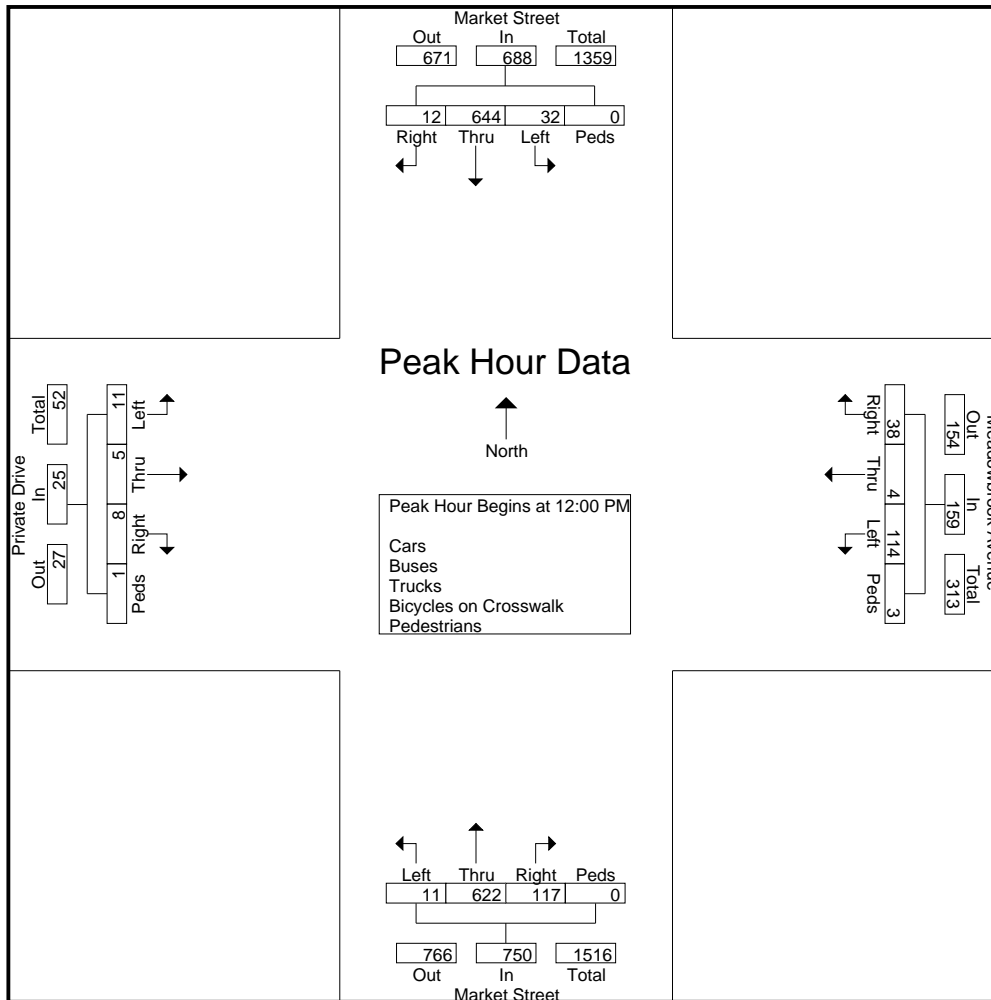 Market Street
Out In Total
671 688 1359
12 644 32 0
Right Thru Left Peds
Peak Hour Data
North
Peak Hour Begins at 12:00 PM
Cars
Buses
Trucks
Bicycles on Crosswalk
Pedestrians
Private Drive
Out In Total
27 25 52
11 5 8 1
Left Thru Right Peds
Meadowbrook Avenue
Out In Total
154 159 313
38 4 114 3
Right Thru Left Peds
Left Thru Right Peds
11 622 117 0
766 750 1516
Out In Total
Market Street